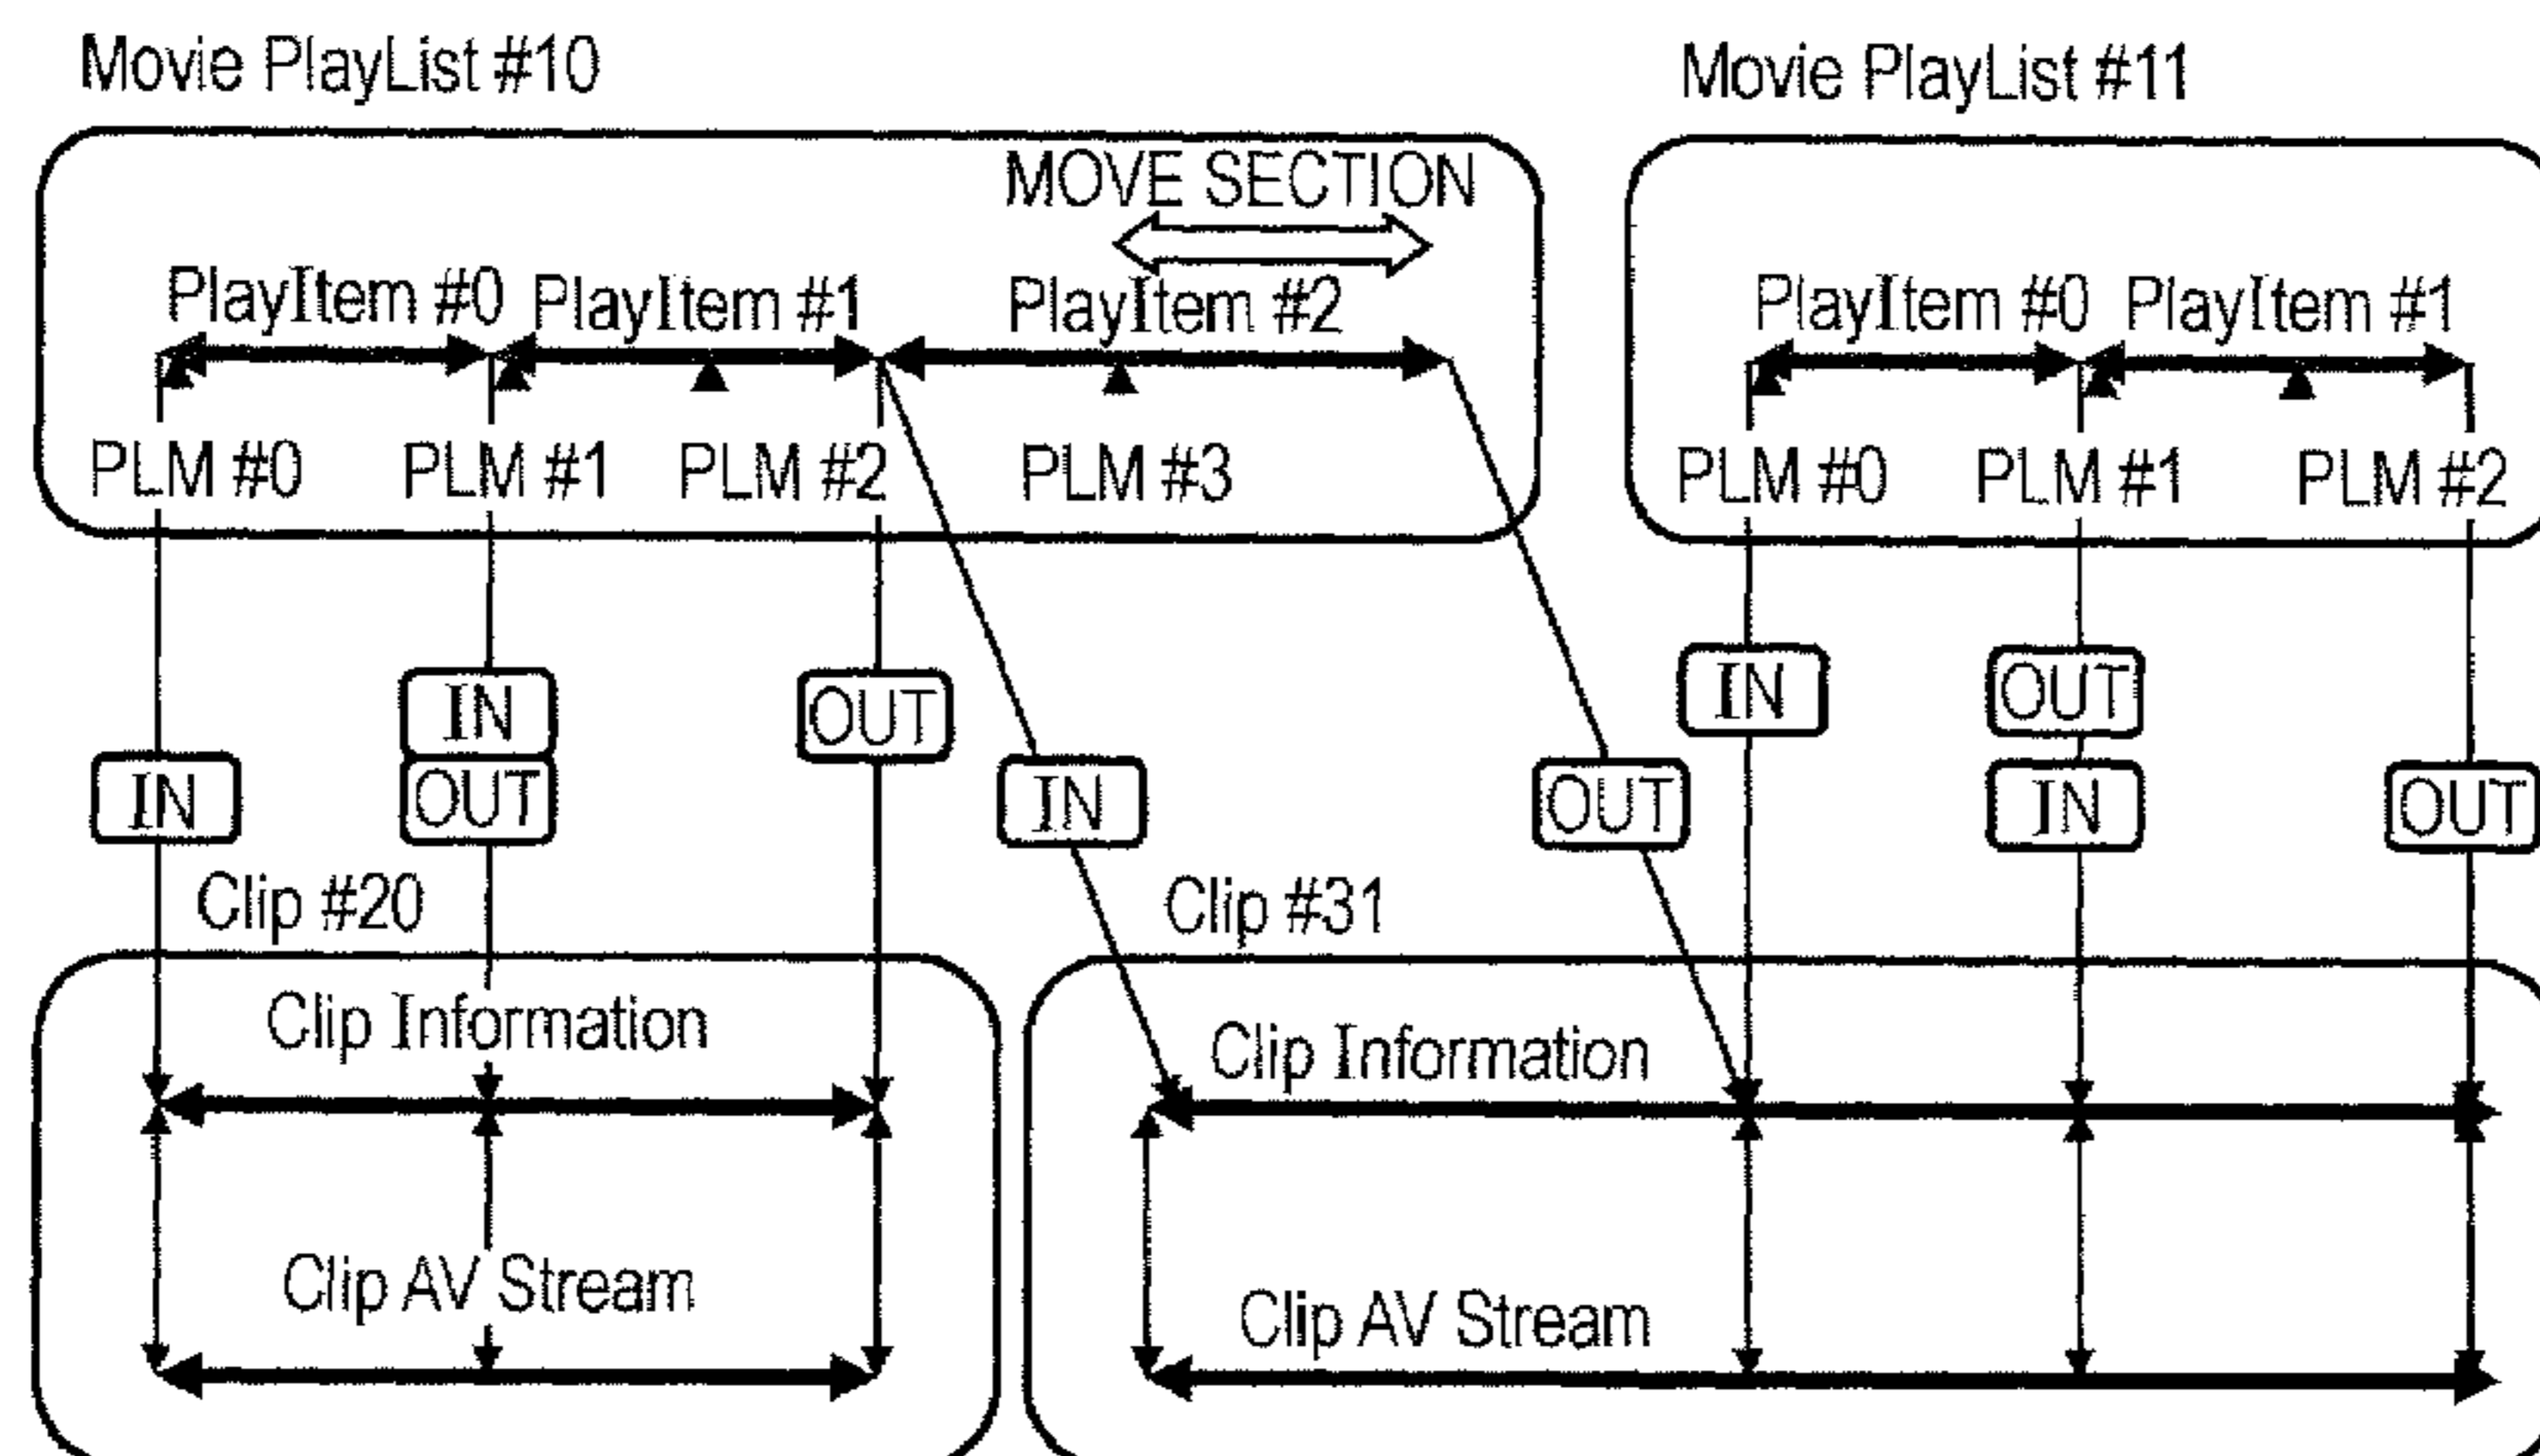 Movie PlayList #10
Movie PlayList #11
MOVE SECTION
PlayItem #0
PlayItem #1
PlayItem #2
PlayItem #0
PlayItem #1
PLM #0
PLM #1
PLM #2
PLM #3
PLM #0
PLM #1
PLM #2
IN
OUT
IN
OUT
IN
OUT
IN
OUT
IN
OUT
Clip #20
Clip #31
Clip Information
Clip Information
Clip AV Stream
Clip AV Stream